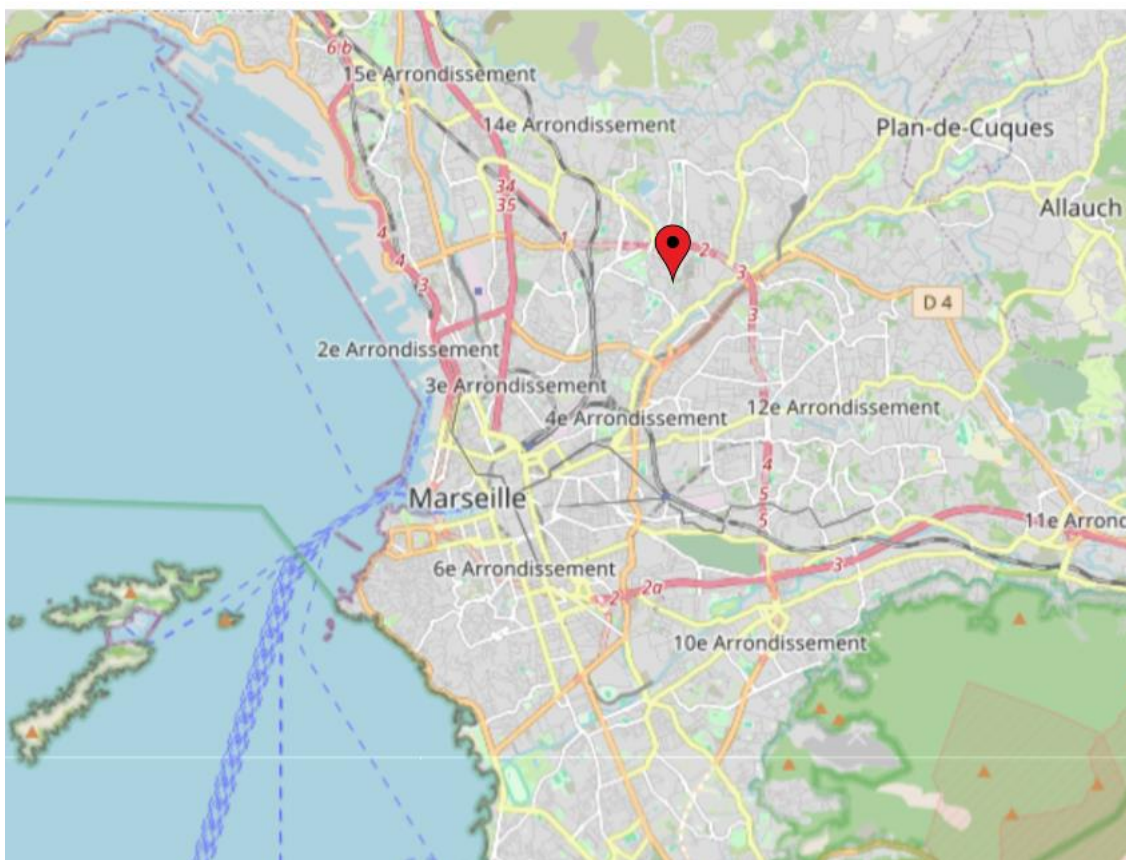 6 b
15e Arrondissement
14e Arrondissement
Plan-de-Cuques
Allauch
34
35
4
1
2
4
3
3
3
D 4
2e Arrondissement
3e Arrondissement
12e Arrondissement
4e Arrondissement
4
Marseille
5
5
11e Arrond
6e Arrondissement
2a
3
2
10e Arrondissement